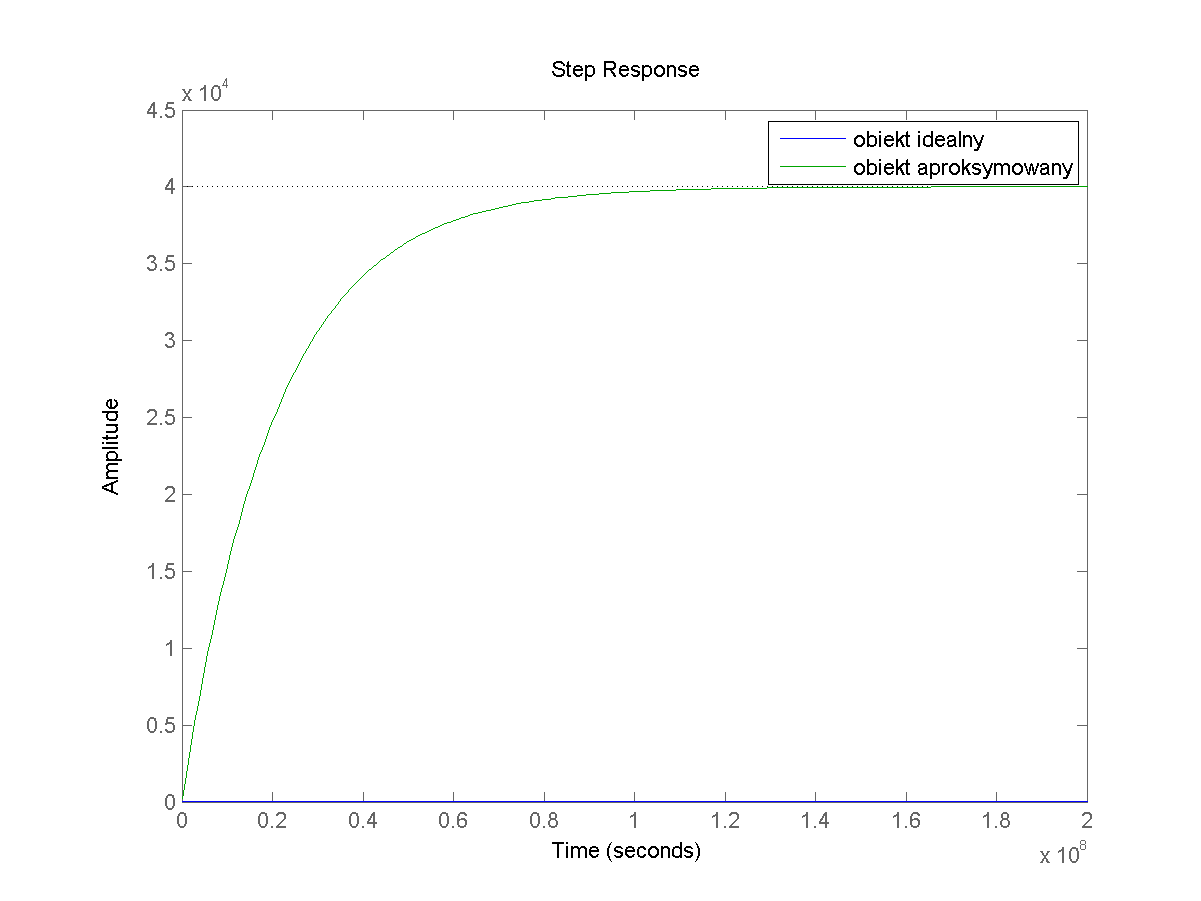 Step Response
x 10^4
obiekt idealny
obiekt aproksymowany
4.5
4
3.5
3
2.5
2
1.5
1
0.5
0
Amplitude
0 0.2 0.4 0.6 0.8 1 1.2 1.4 1.6 1.8 2
Time (seconds)
x 10^8